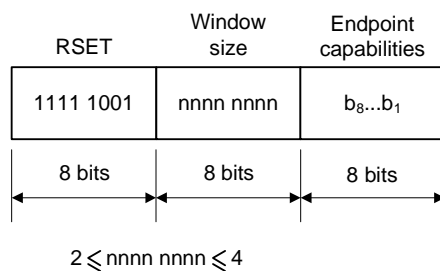 RSET
Window size
Endpoint capabilities
1111 1001
nnnn nnnn
b₈...b₁
8 bits
8 bits
8 bits
2 ⩽ nnnn nnnn ⩽ 4